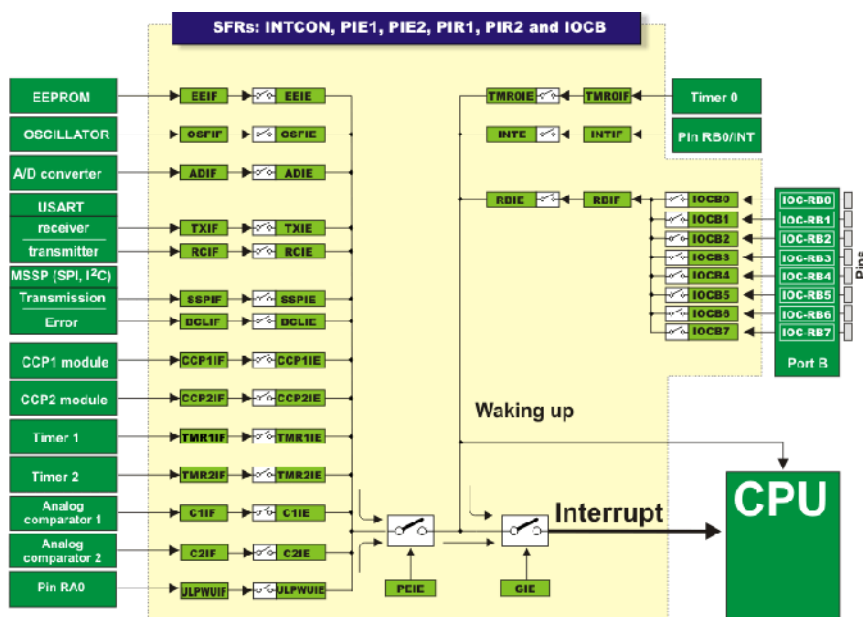 SFRs: INTCON, PIE1, PIE2, PIR1, PIR2 and IOCB
EEPROM
EEIF
EEIE
TMR0IE
TMR0IF
Timer 0
OSCILLATOR
OSFIF
OSFIE
INTE
INTIF
Pin RB0/INT
A/D converter
ADIF
ADIE
USART
receiver
TXIF
TXIE
transmitter
RCIF
RCIE
RBIE
RBIF
IOCB0
IOCB1
IOCB2
IOCB3
IOCB4
IOCB5
IOCB6
IOCB7
IOC-RB0
IOC-RB1
IOC-RB2
IOC-RB3
IOC-RB4
IOC-RB5
IOC-RB6
IOC-RB7
Port B
Pins
MSSP (SPI, I²C)
Transmission
SSPIF
SSPIE
Error
BCLIF
BCLIE
CCP1 module
CCP1IF
CCP1IE
CCP2 module
CCP2IF
CCP2IE
Timer 1
TMR1IF
TMR1IE
Timer 2
TMR2IF
TMR2IE
Analog
comparator 1
C1IF
C1IE
Analog
comparator 2
C2IF
C2IE
Pin RA0
ULPWUIF
ULPWUIE
PEIE
GIE
Waking up
Interrupt
CPU